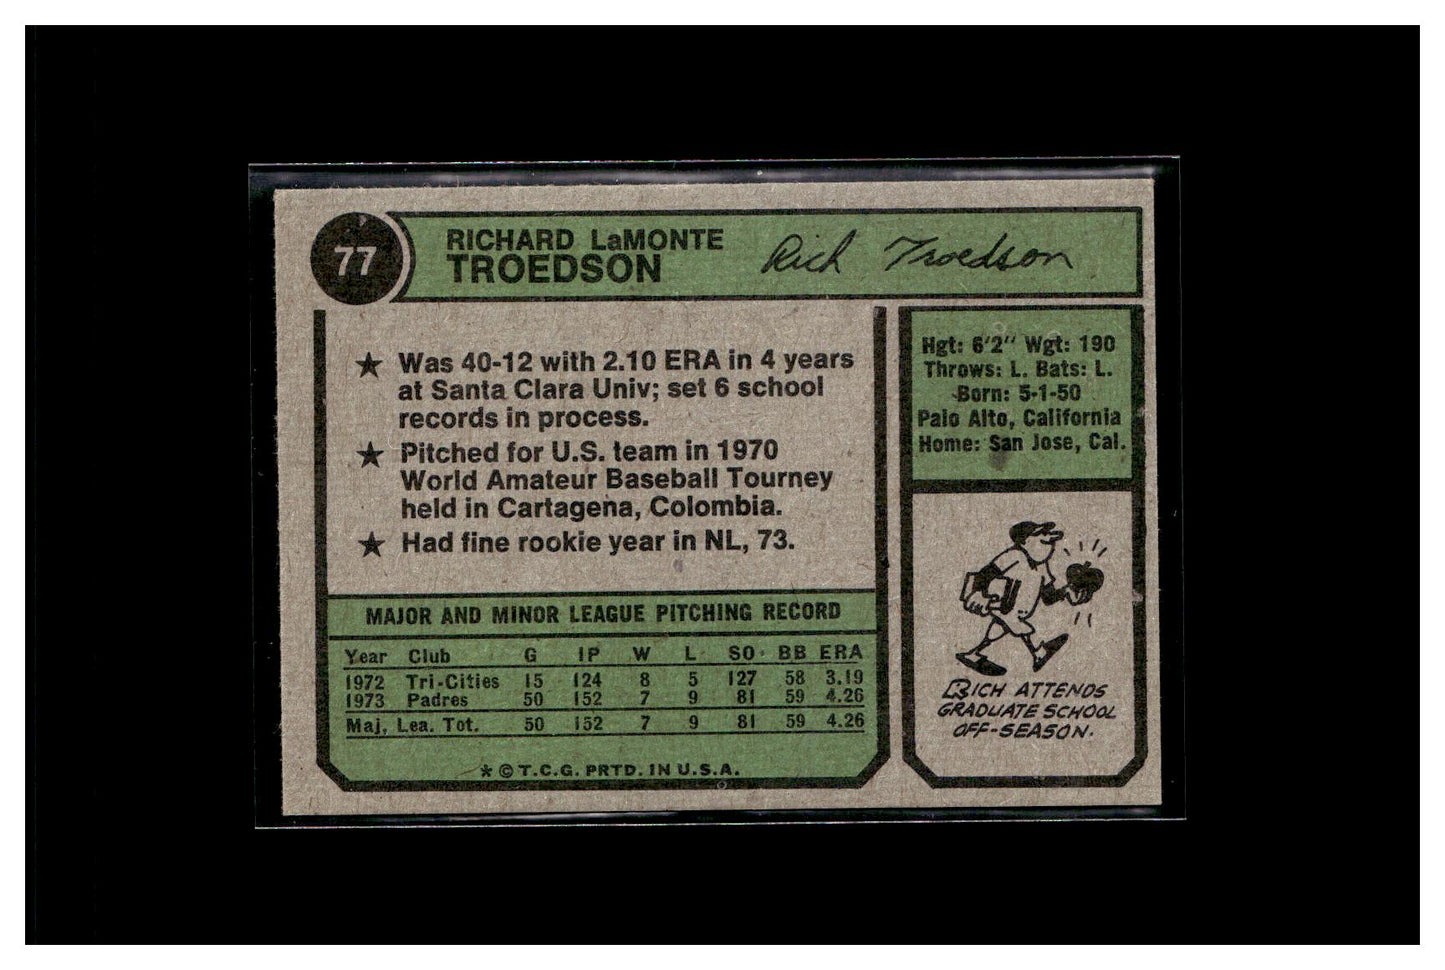 77
RICHARD LaMONTE
TROEDSON
Rich Troedson
★ Was 40-12 with 2.10 ERA in 4 years
at Santa Clara Univ; set 6 school
records in process.
★ Pitched for U.S. team in 1970
World Amateur Baseball Tourney
held in Cartagena, Colombia.
★ Had fine rookie year in NL, 73.
Hgt: 6'2" Wgt: 190
Throws: L. Bats: L.
Born: 5-1-50
Palo Alto, California
Home: San Jose, Cal.
MAJOR AND MINOR LEAGUE PITCHING RECORD
Year Club G IP W L SO BB ERA
1972 Tri-Cities 15 124 8 5 127 58 3.19
1973 Padres 50 152 7 9 81 59 4.26
Maj. Lea. Tot. 50 152 7 9 81 59 4.26
* © T.C.G. PRTD. IN U.S.A.
RICH ATTENDS
GRADUATE SCHOOL
OFF-SEASON.